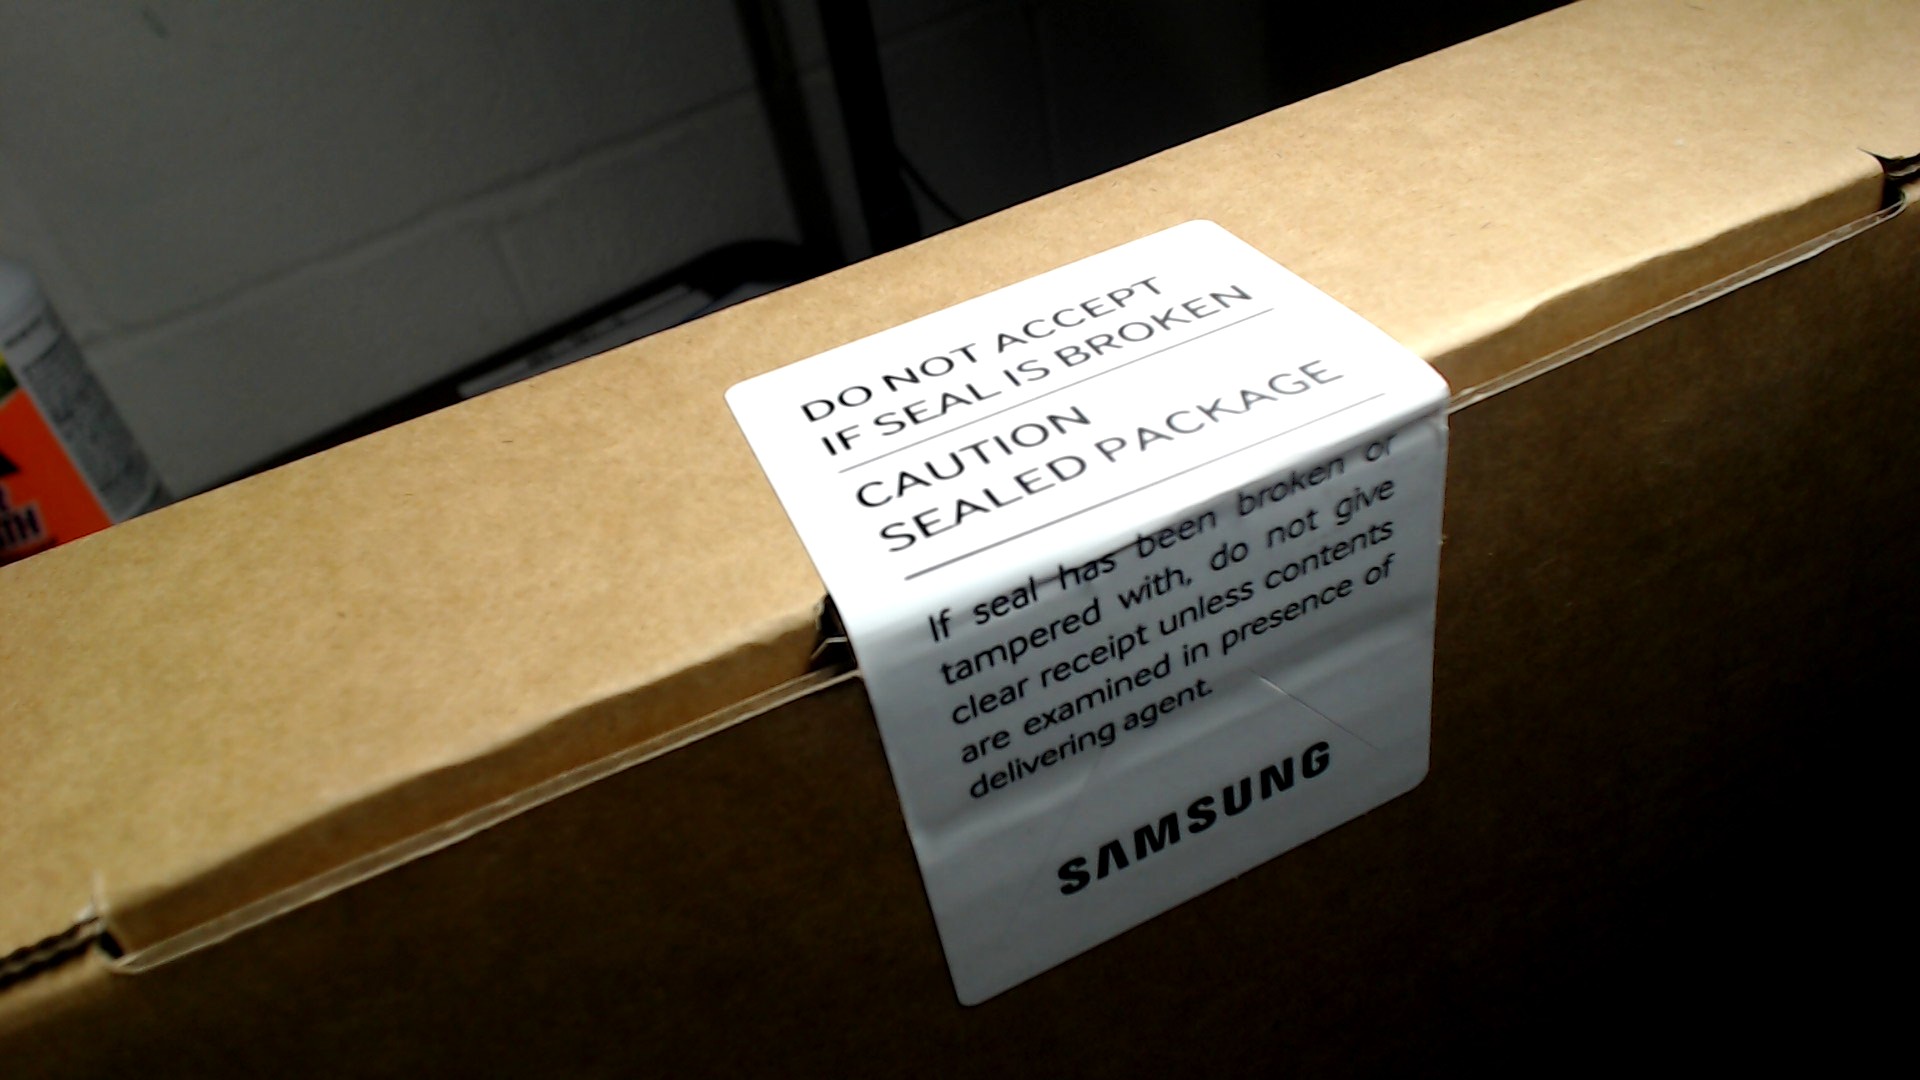 DO NOT ACCEPT
IF SEAL IS BROKEN
CAUTION
SEALED PACKAGE
If seal has been broken or
tampered with, do not give
clear receipt unless contents
are examined in presence of
delivering agent.
SAMSUNG